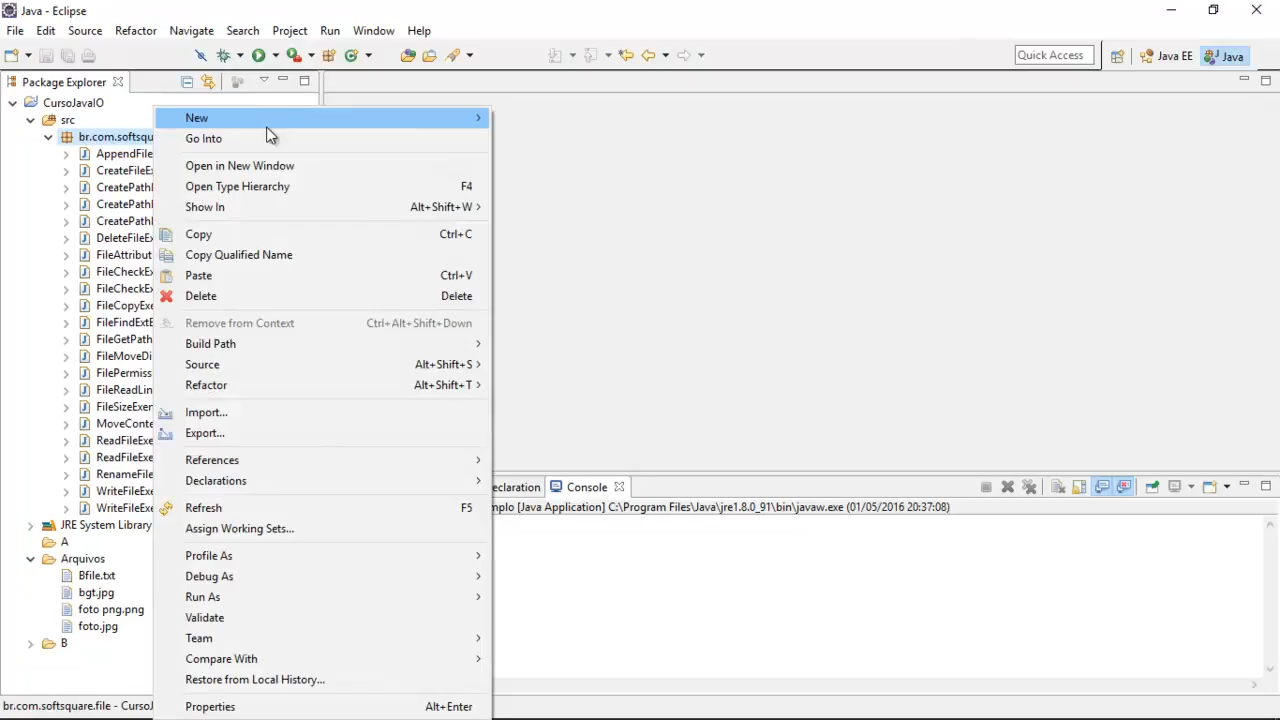 Java - Eclipse
File Edit Source Refactor Navigate Search Project Run Window Help
Quick Access Java EE Java
Package Explorer
CursoJavaIO
src
br.com.softsqu
AppendFile
CreateFileEx
CreatePath
CreatePath
CreatePath
DeleteFileEx
FileAttribut
FileCheckEx
FileCheckEx
FileCopyExe
FileFindExtE
FileGetPath
FileMoveDi
FilePermiss
FileReadLin
FileSizeExen
MoveConte
ReadFileExe
ReadFileExe
RenameFile
WriteFileExe
WriteFileExe
JRE System Library
A
Arquivos
Bfile.txt
bgt.jpg
foto png.png
foto.jpg
B
New
Go Into
Open in New Window
Open Type Hierarchy F4
Show In Alt+Shift+W
Copy Ctrl+C
Copy Qualified Name
Paste Ctrl+V
Delete Delete
Remove from Context Ctrl+Alt+Shift+Down
Build Path
Source Alt+Shift+S
Refactor Alt+Shift+T
Import...
Export...
References
Declarations
Refresh F5
Assign Working Sets...
Profile As
Debug As
Run As
Validate
Team
Compare With
Restore from Local History...
Properties Alt+Enter
eclaration Console
mplo [Java Application] C:\Program Files\Java\jre1.8.0_91\bin\javaw.exe (01/05/2016 20:37:08)
br.com.softsquare.file - CursoJ